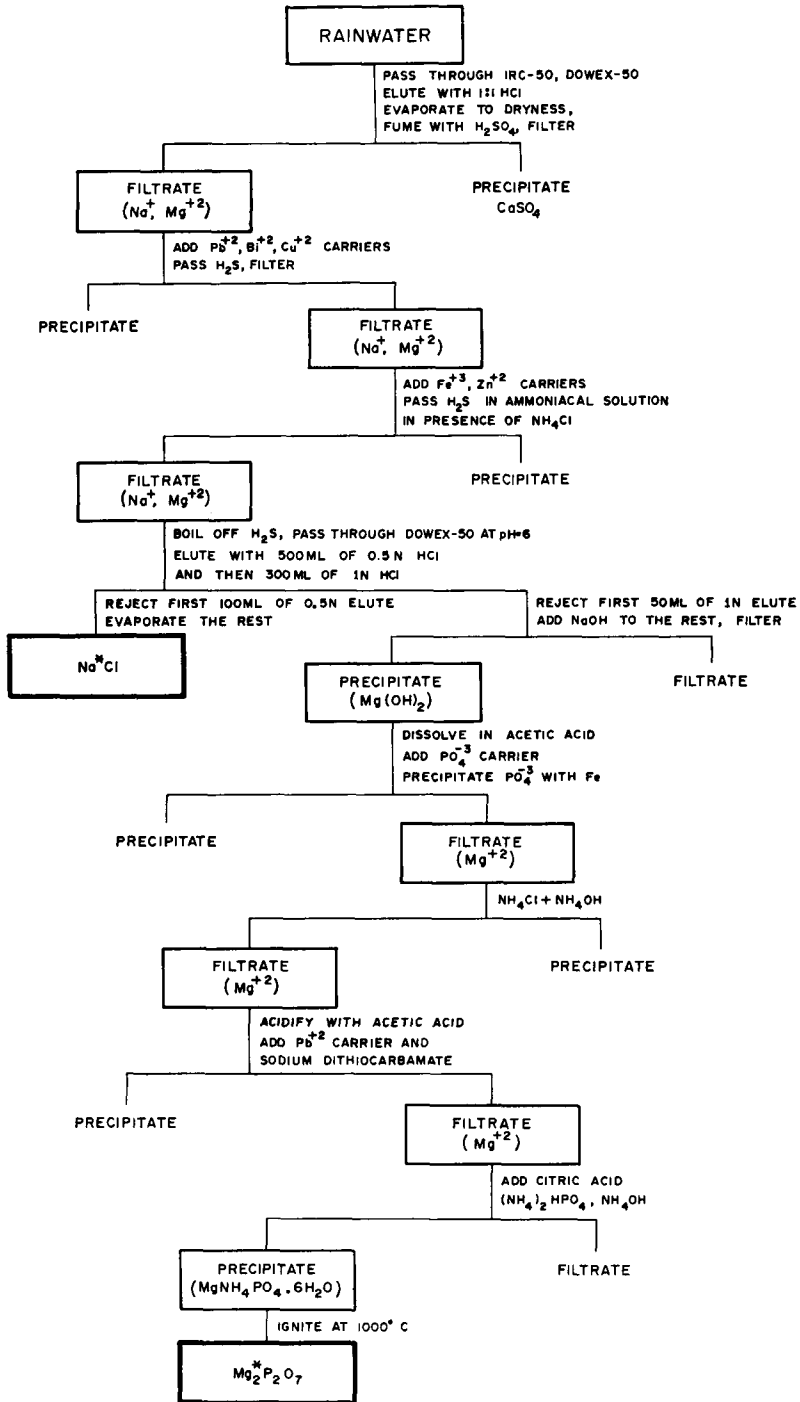 RAINWATER
PASS THROUGH IRC-50, DOWEX-50
ELUTE WITH 1:1 HCl
EVAPORATE TO DRYNESS,
FUME WITH H₂SO₄, FILTER
FILTRATE
(Na⁺, Mg⁺²)
PRECIPITATE
CaSO₄
ADD Pb⁺², Bi⁺², Cu⁺² CARRIERS
PASS H₂S, FILTER
PRECIPITATE
FILTRATE
(Na⁺, Mg⁺²)
ADD Fe⁺³, Zn⁺² CARRIERS
PASS H₂S IN AMMONIACAL SOLUTION
IN PRESENCE OF NH₄Cl
FILTRATE
(Na⁺, Mg⁺²)
PRECIPITATE
BOIL OFF H₂S, PASS THROUGH DOWEX-50 AT pH=6
ELUTE WITH 500ML OF 0.5N HCl
AND THEN 300ML OF 1N HCl
REJECT FIRST 100ML OF 0.5N ELUTE
EVAPORATE THE REST
REJECT FIRST 50ML OF 1N ELUTE
ADD NaOH TO THE REST, FILTER
Na*Cl
PRECIPITATE
(Mg(OH)₂)
FILTRATE
DISSOLVE IN ACETIC ACID
ADD PO₄⁻³ CARRIER
PRECIPITATE PO₄⁻³ WITH Fe
PRECIPITATE
FILTRATE
(Mg⁺²)
NH₄Cl + NH₄OH
FILTRATE
(Mg⁺²)
PRECIPITATE
ACIDIFY WITH ACETIC ACID
ADD Pb⁺² CARRIER AND
SODIUM DITHIOCARBAMATE
PRECIPITATE
FILTRATE
(Mg⁺²)
ADD CITRIC ACID
(NH₄)₂ HPO₄, NH₄OH
PRECIPITATE
(MgNH₄PO₄.6H₂O)
FILTRATE
IGNITE AT 1000° C
Mg₂*P₂O₇